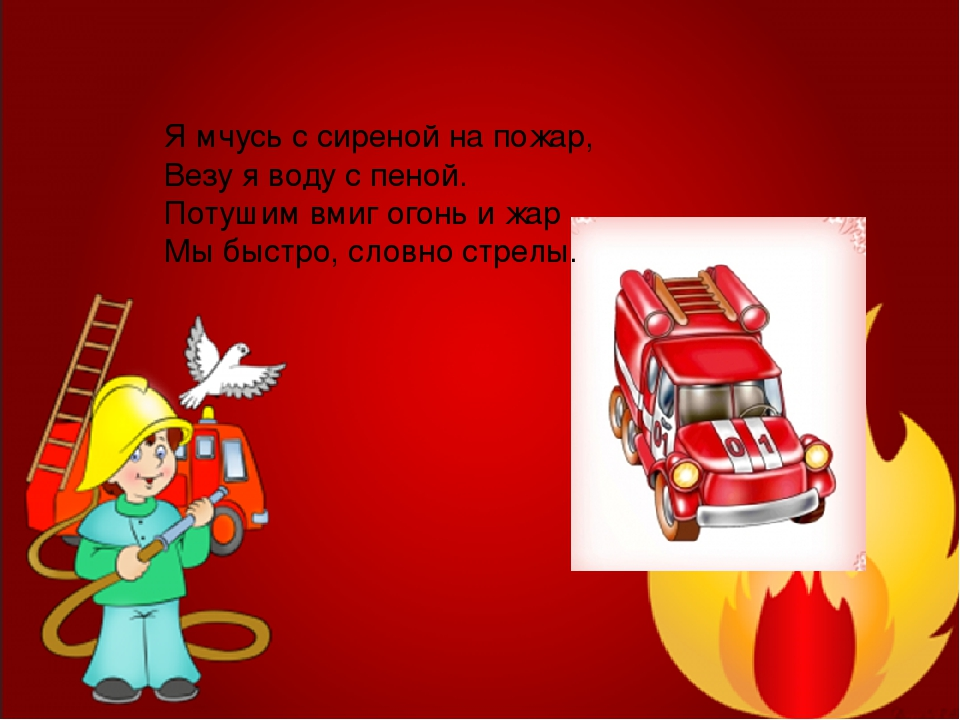 Я мчусь с сиреной на пожар,
Везу я воду с пеной.
Потушим вмиг огонь и жар
Мы быстро, словно стрелы.
01
01